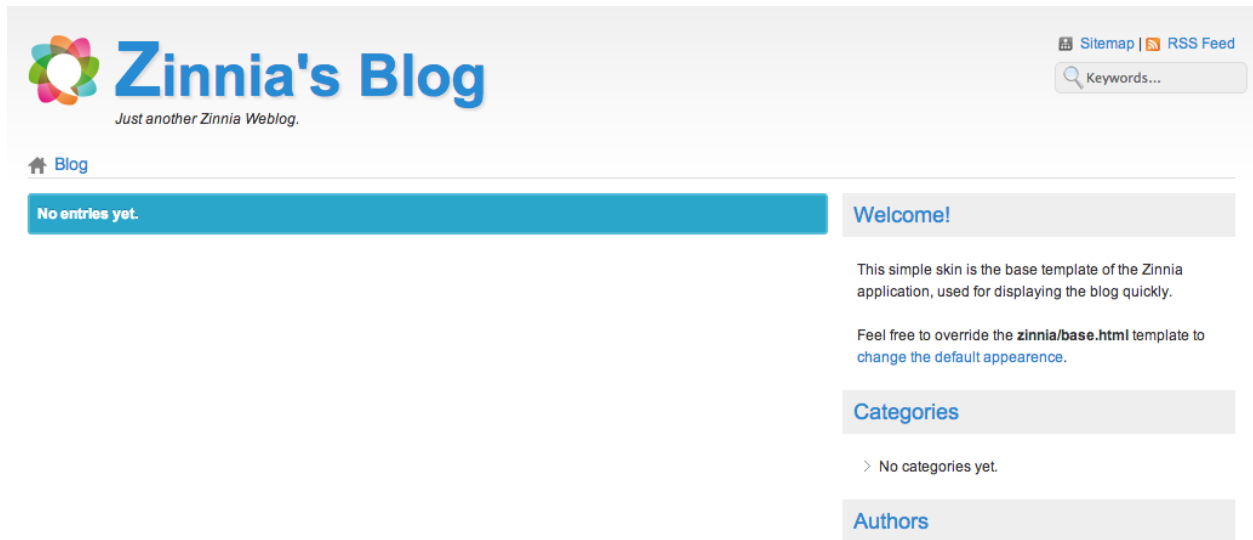 Zinnia's Blog
Just another Zinnia Weblog.
Sitemap | RSS Feed
Keywords...
Blog
No entries yet.
Welcome!
This simple skin is the base template of the Zinnia
application, used for displaying the blog quickly.
Feel free to override the zinnia/base.html template to
change the default appearence.
Categories
No categories yet.
Authors